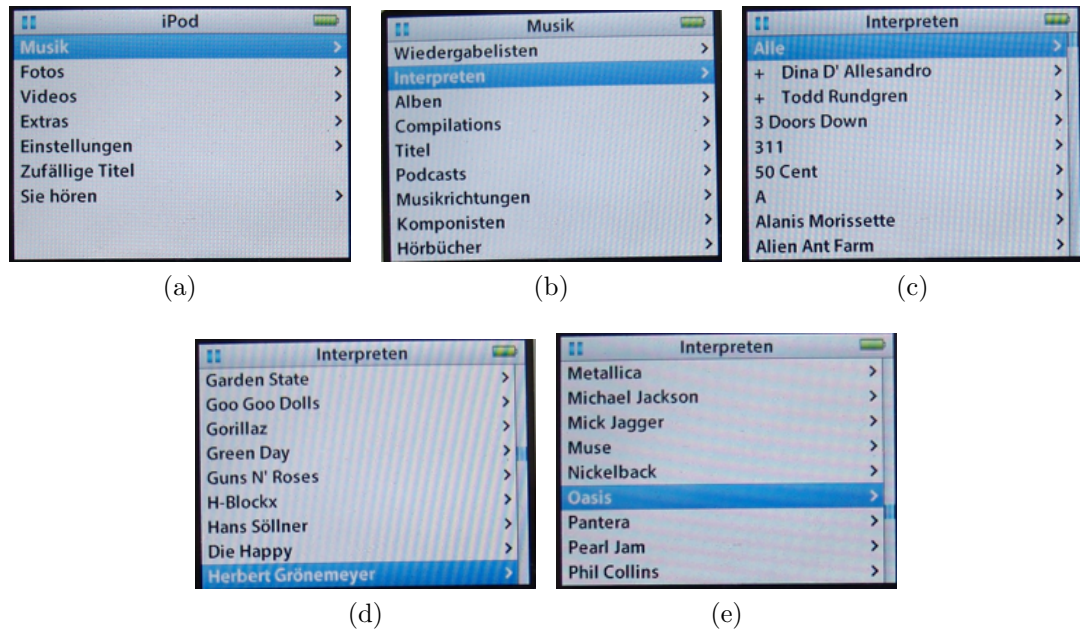 iPod
Musik >
Fotos >
Videos >
Extras >
Einstellungen >
Zufällige Titel
Sie hören >
(a)
Musik
Wiedergabelisten >
Interpreten >
Alben >
Compilations >
Titel >
Podcasts >
Musikrichtungen >
Komponisten >
Hörbücher >
(b)
Interpreten
Alle >
+ Dina D' Allesandro >
+ Todd Rundgren >
3 Doors Down >
311 >
50 Cent >
A >
Alanis Morissette >
Alien Ant Farm >
(c)
Interpreten
Garden State >
Goo Goo Dolls >
Gorillaz >
Green Day >
Guns N' Roses >
H-Blockx >
Hans Söllner >
Die Happy >
Herbert Grönemeyer >
(d)
Interpreten
Metallica >
Michael Jackson >
Mick Jagger >
Muse >
Nickelback >
Oasis >
Pantera >
Pearl Jam >
Phil Collins >
(e)